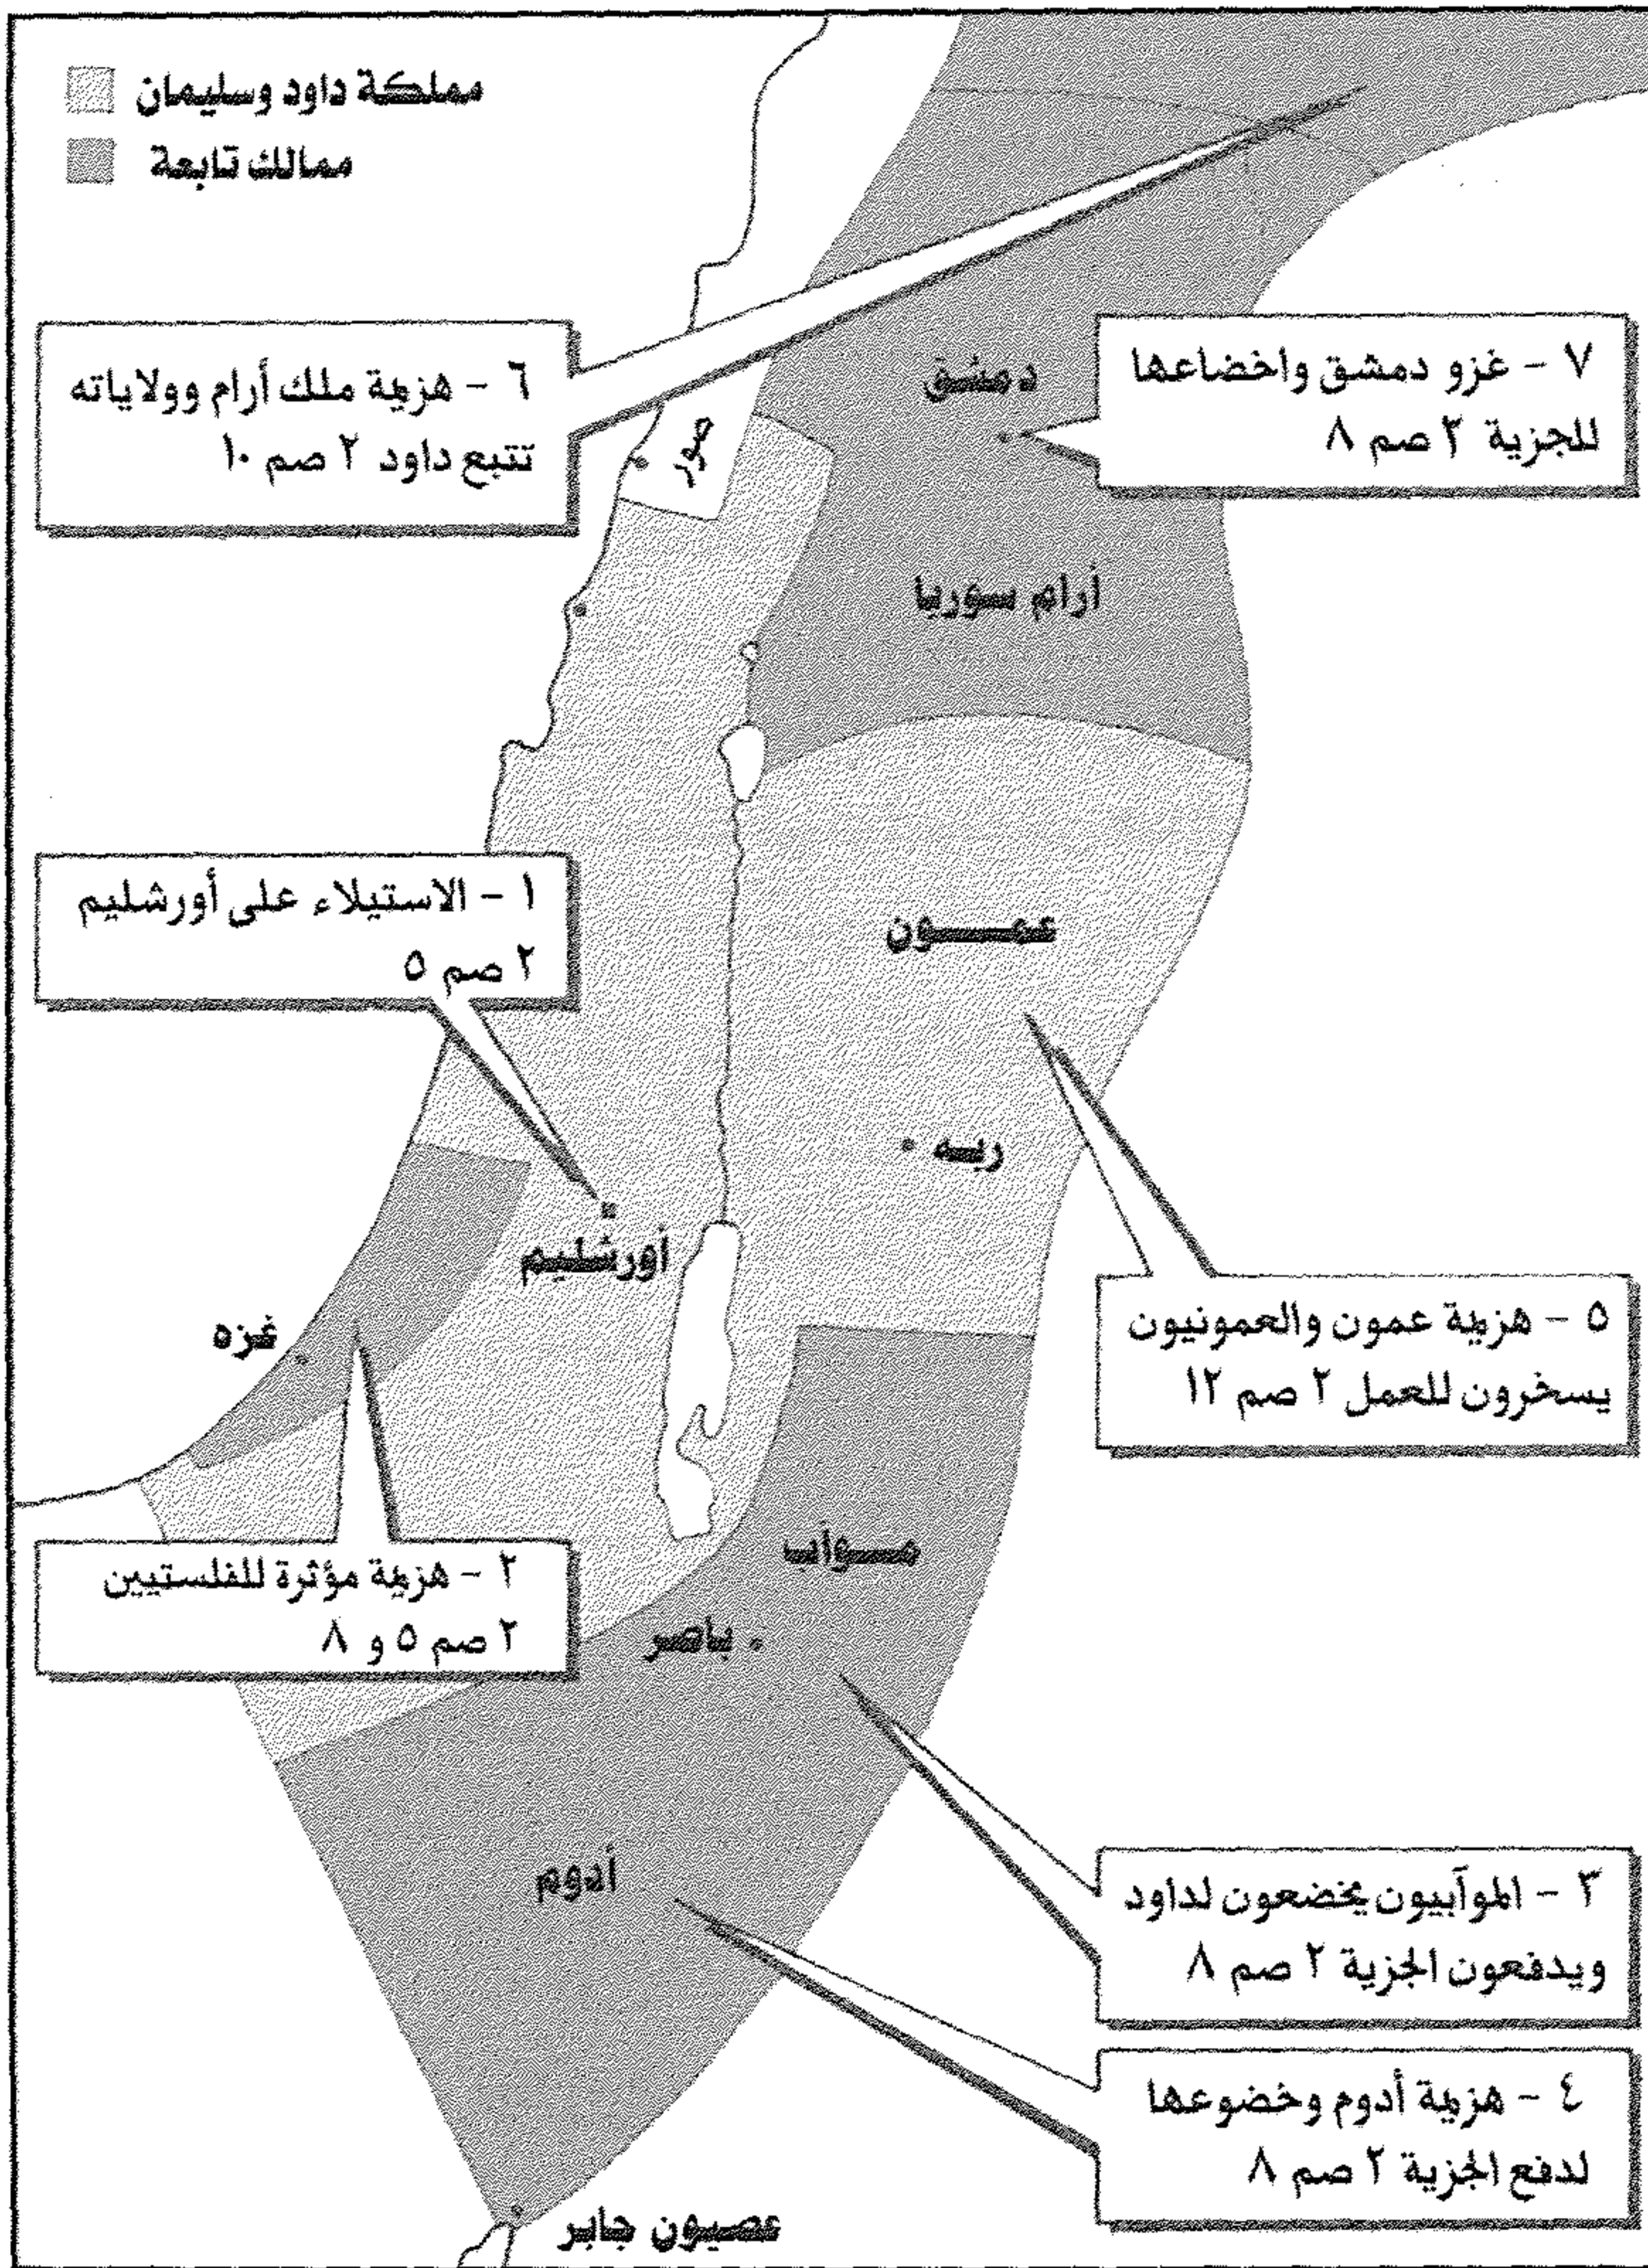 مملكة داود وسليمان
ممالك تابعة
٦ - هزيمة ملك أرام وولاياته
تتبع داود ٢ صم ١٠
دمشق
٧ - غزو دمشق واخضاعها
للجزية ٢ صم ٨
صور
أرام سوريا
١ - الاستيلاء على أورشليم
٢ صم ٥
عمـــون
ربه
أورشليم
غزه
٥ - هزيمة عمون والعمونيون
يسخرون للعمل ٢ صم ١٢
٢ - هزيمة مؤثرة للفلستيين
٢ صم ٥ و ٨
مـوآب
باصر
أدوم
٣ - الموآبيون يخضعون لداود
ويدفعون الجزية ٢ صم ٨
٤ - هزيمة أدوم وخضوعها
لدفع الجزية ٢ صم ٨
عصيون جابر